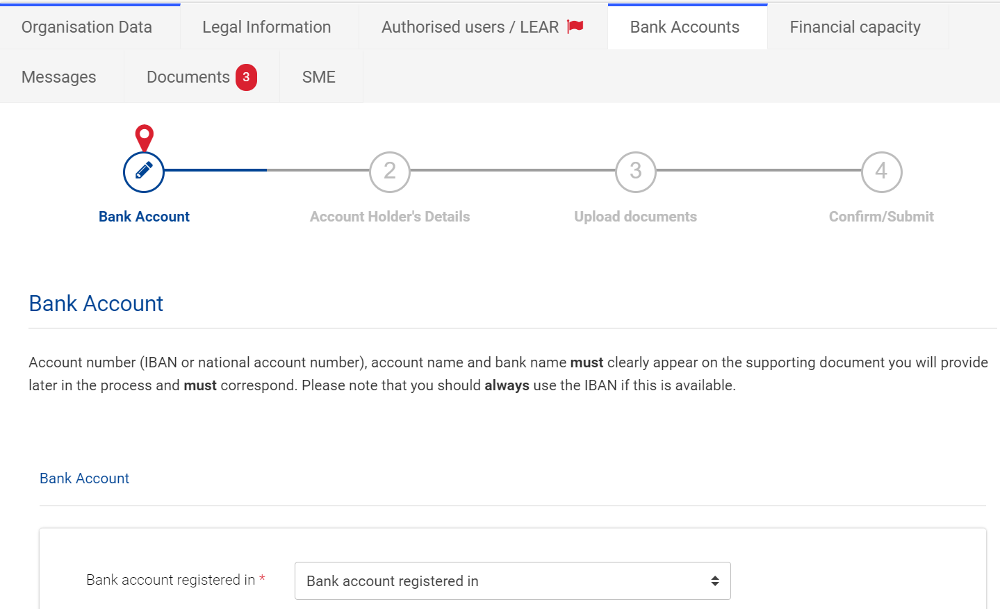 Organisation Data Legal Information Authorised users / LEAR Bank Accounts Financial capacity
Messages Documents 3 SME
2 3 4
Bank Account Account Holder's Details Upload documents Confirm/Submit
Bank Account
Account number (IBAN or national account number), account name and bank name must clearly appear on the supporting document you will provide
later in the process and must correspond. Please note that you should always use the IBAN if this is available.
Bank Account
Bank account registered in * Bank account registered in